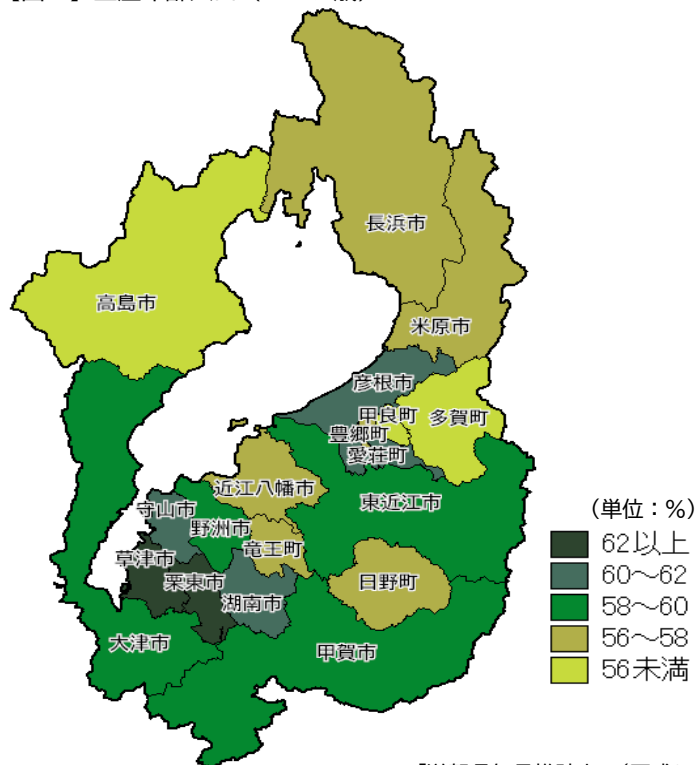 長浜市
高島市
米原市
彦根市
甲良町
多賀町
豊郷町
愛荘町
近江八幡市
東近江市
守山市
野洲市
竜王町
草津市
栗東市
日野町
湖南市
大津市
甲賀市
(単位：%)
62以上
60～62
58～60
56～58
56未満